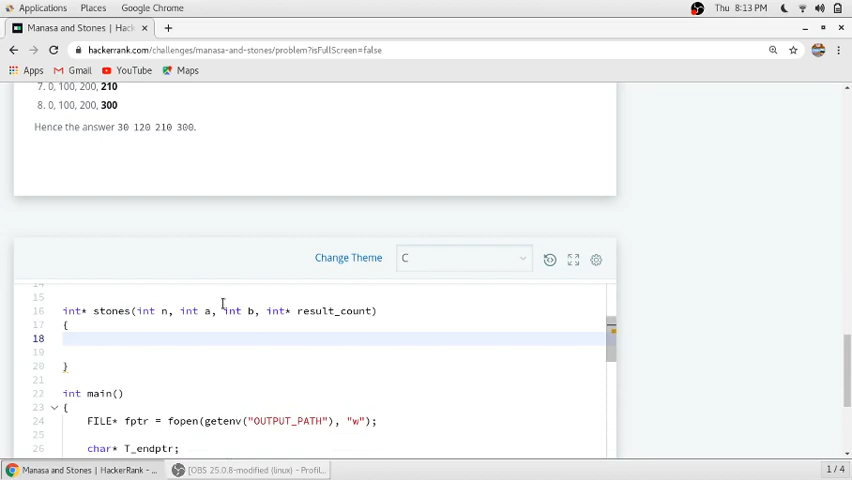 Applications Places Google Chrome Thu 8:13 PM
Manasa and Stones | HackerRank
hackerrank.com/challenges/manasa-and-stones/problem?isFullScreen=false
Apps Gmail YouTube Maps
7. 0, 100, 200, 210
8. 0, 100, 200, 300
Hence the answer 30 120 210 300.
Change Theme C
14
15
16 int* stones(int n, int a, int b, int* result_count)
17 {
18
19
20 }
21
22 int main()
23 {
24 FILE* fptr = fopen(getenv("OUTPUT_PATH"), "w");
25
26 char* T_endptr;
Manasa and Stones | HackerRank - ... [OBS 25.0.8-modified (linux) - Profil... 1 / 4